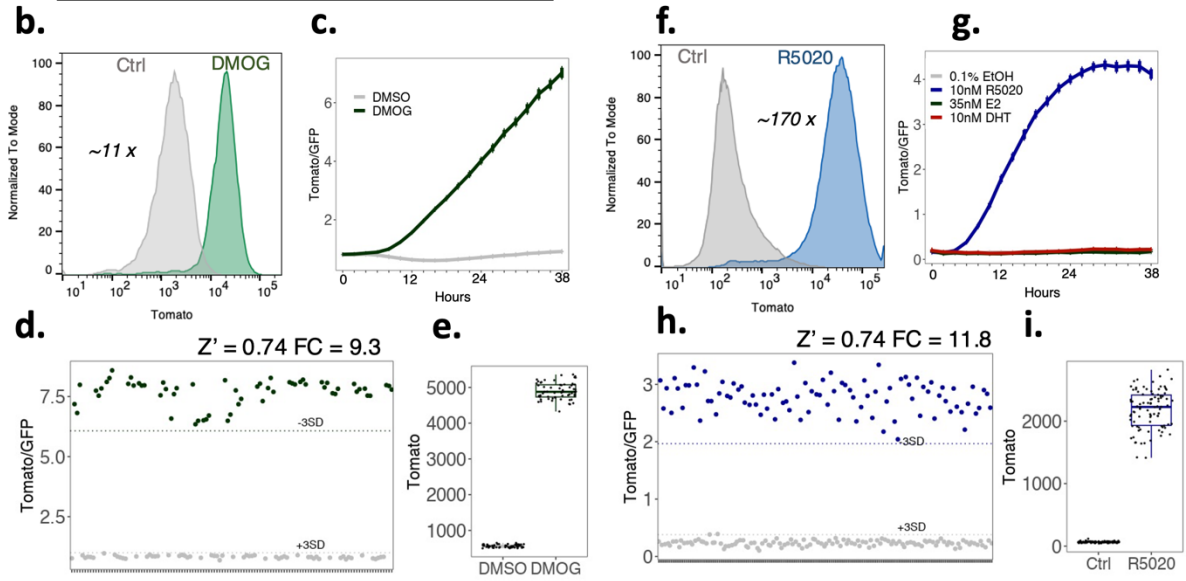 b.
Ctrl
DMOG
~11 x
Normalized To Mode
100
80
60
40
20
0
10¹
10²
10³
10⁴
10⁵
Tomato
c.
DMSO
DMOG
Tomato/GFP
6
4
2
0
12
24
38
Hours
f.
Ctrl
R5020
~170 x
Normalized To Mode
100
80
60
40
20
0
10¹
10²
10³
10⁴
10⁵
Tomato
g.
0.1% EtOH
10nM R5020
35nM E2
10nM DHT
Tomato/GFP
4
3
2
1
0
0
12
24
38
Hours
d.
Z' = 0.74 FC = 9.3
Tomato/GFP
7.5
5.0
2.5
-3SD
+3SD
e.
Tomato
5000
4000
3000
2000
1000
DMSO DMOG
h.
Z' = 0.74 FC = 11.8
Tomato/GFP
3
2
1
0
-3SD
+3SD
i.
Tomato
2000
1000
0
Ctrl R5020